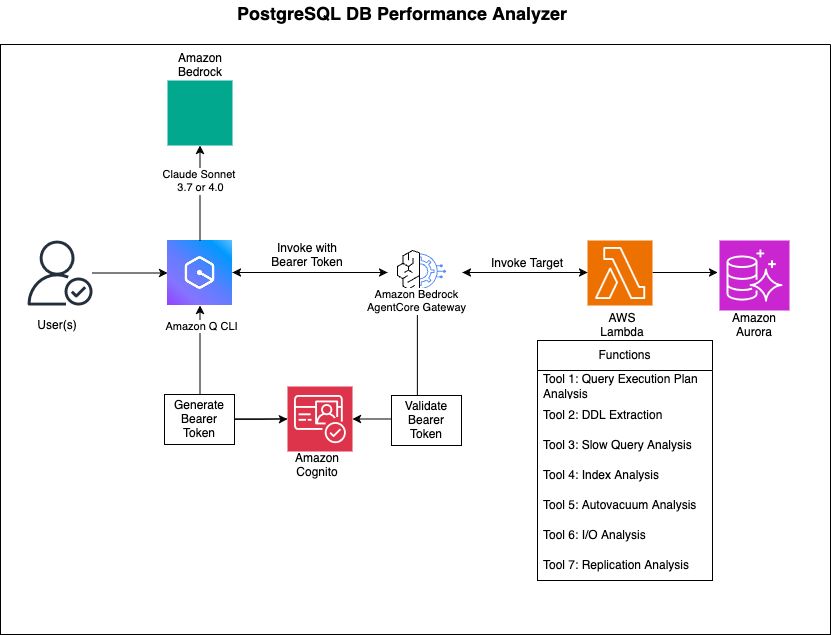 PostgreSQL DB Performance Analyzer
Amazon
Bedrock
Claude Sonnet
3.7 or 4.0
User(s)
Amazon Q CLI
Invoke with
Bearer Token
Amazon Bedrock
AgentCore Gateway
Invoke Target
AWS
Lambda
Amazon
Aurora
Generate
Bearer
Token
Amazon
Cognito
Validate
Bearer
Token
Functions
Tool 1: Query Execution Plan
Analysis
Tool 2: DDL Extraction
Tool 3: Slow Query Analysis
Tool 4: Index Analysis
Tool 5: Autovacuum Analysis
Tool 6: I/O Analysis
Tool 7: Replication Analysis